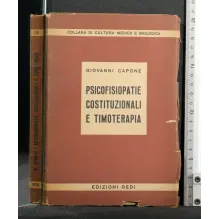 COLLANA DI CULTURA MEDICA E BIOLOGICA
GIOVANNI CAPONE
PSICOFISIOPATIE
COSTITUZIONALI
E TIMOTERAPIA
EDIZIONI REDI